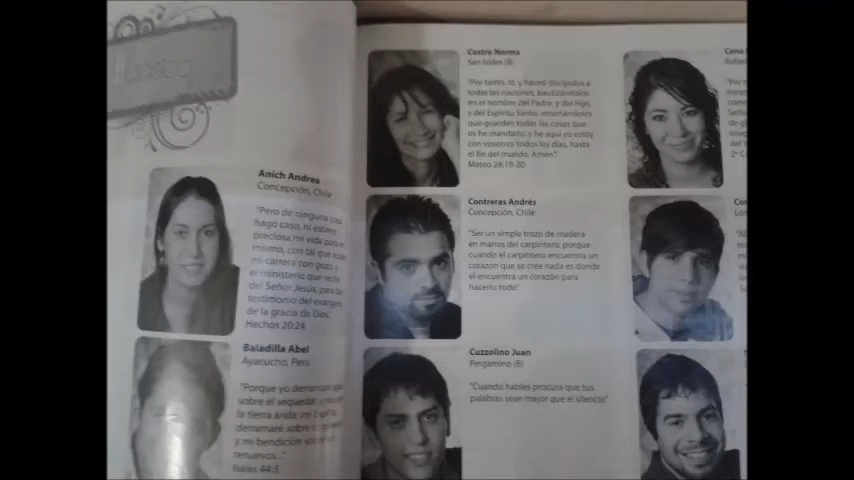 básico
Anich Andrea
Concepción, Chile
"Pero de ninguna cosa
hago caso, ni estimo
preciosa mi vida para mí
mismo, con tal que acabe
mi carrera con gozo, y
el ministerio que recibí
del Señor Jesús, para dar
testimonio del evangelio
de la gracia de Dios."
Hechos 20:24
Baladilla Abel
Ayacucho, Perú
"Porque yo derramaré
sobre el sequedal, y
la tierra árida; mi
derramaré sobre
y mi bendición
renuevos..."
Isaías 44:3
Castro Norma
San Isidro (B)
"Por tanto, id, y haced discípulos a
todas las naciones, bautizándolos
en el nombre del Padre, y del Hijo,
y del Espíritu Santo; enseñándoles
que guarden todas las cosas que
os he mandado; y he aquí yo estoy
con vosotros todos los días, hasta
el fin del mundo. Amén."
Mateo 28:19-20
Contreras Andrés
Concepción, Chile
"Ser un simple trozo de madera
en manos del carpintero, porque
cuando el carpintero encuentra un
corazón que se cree nada es donde
el encuentra un corazón para
hacerlo todo"
Cuzzolino Juan
Pergamino (B)
"Cuando hables procura que tus
palabras sean mejor que el silencio"